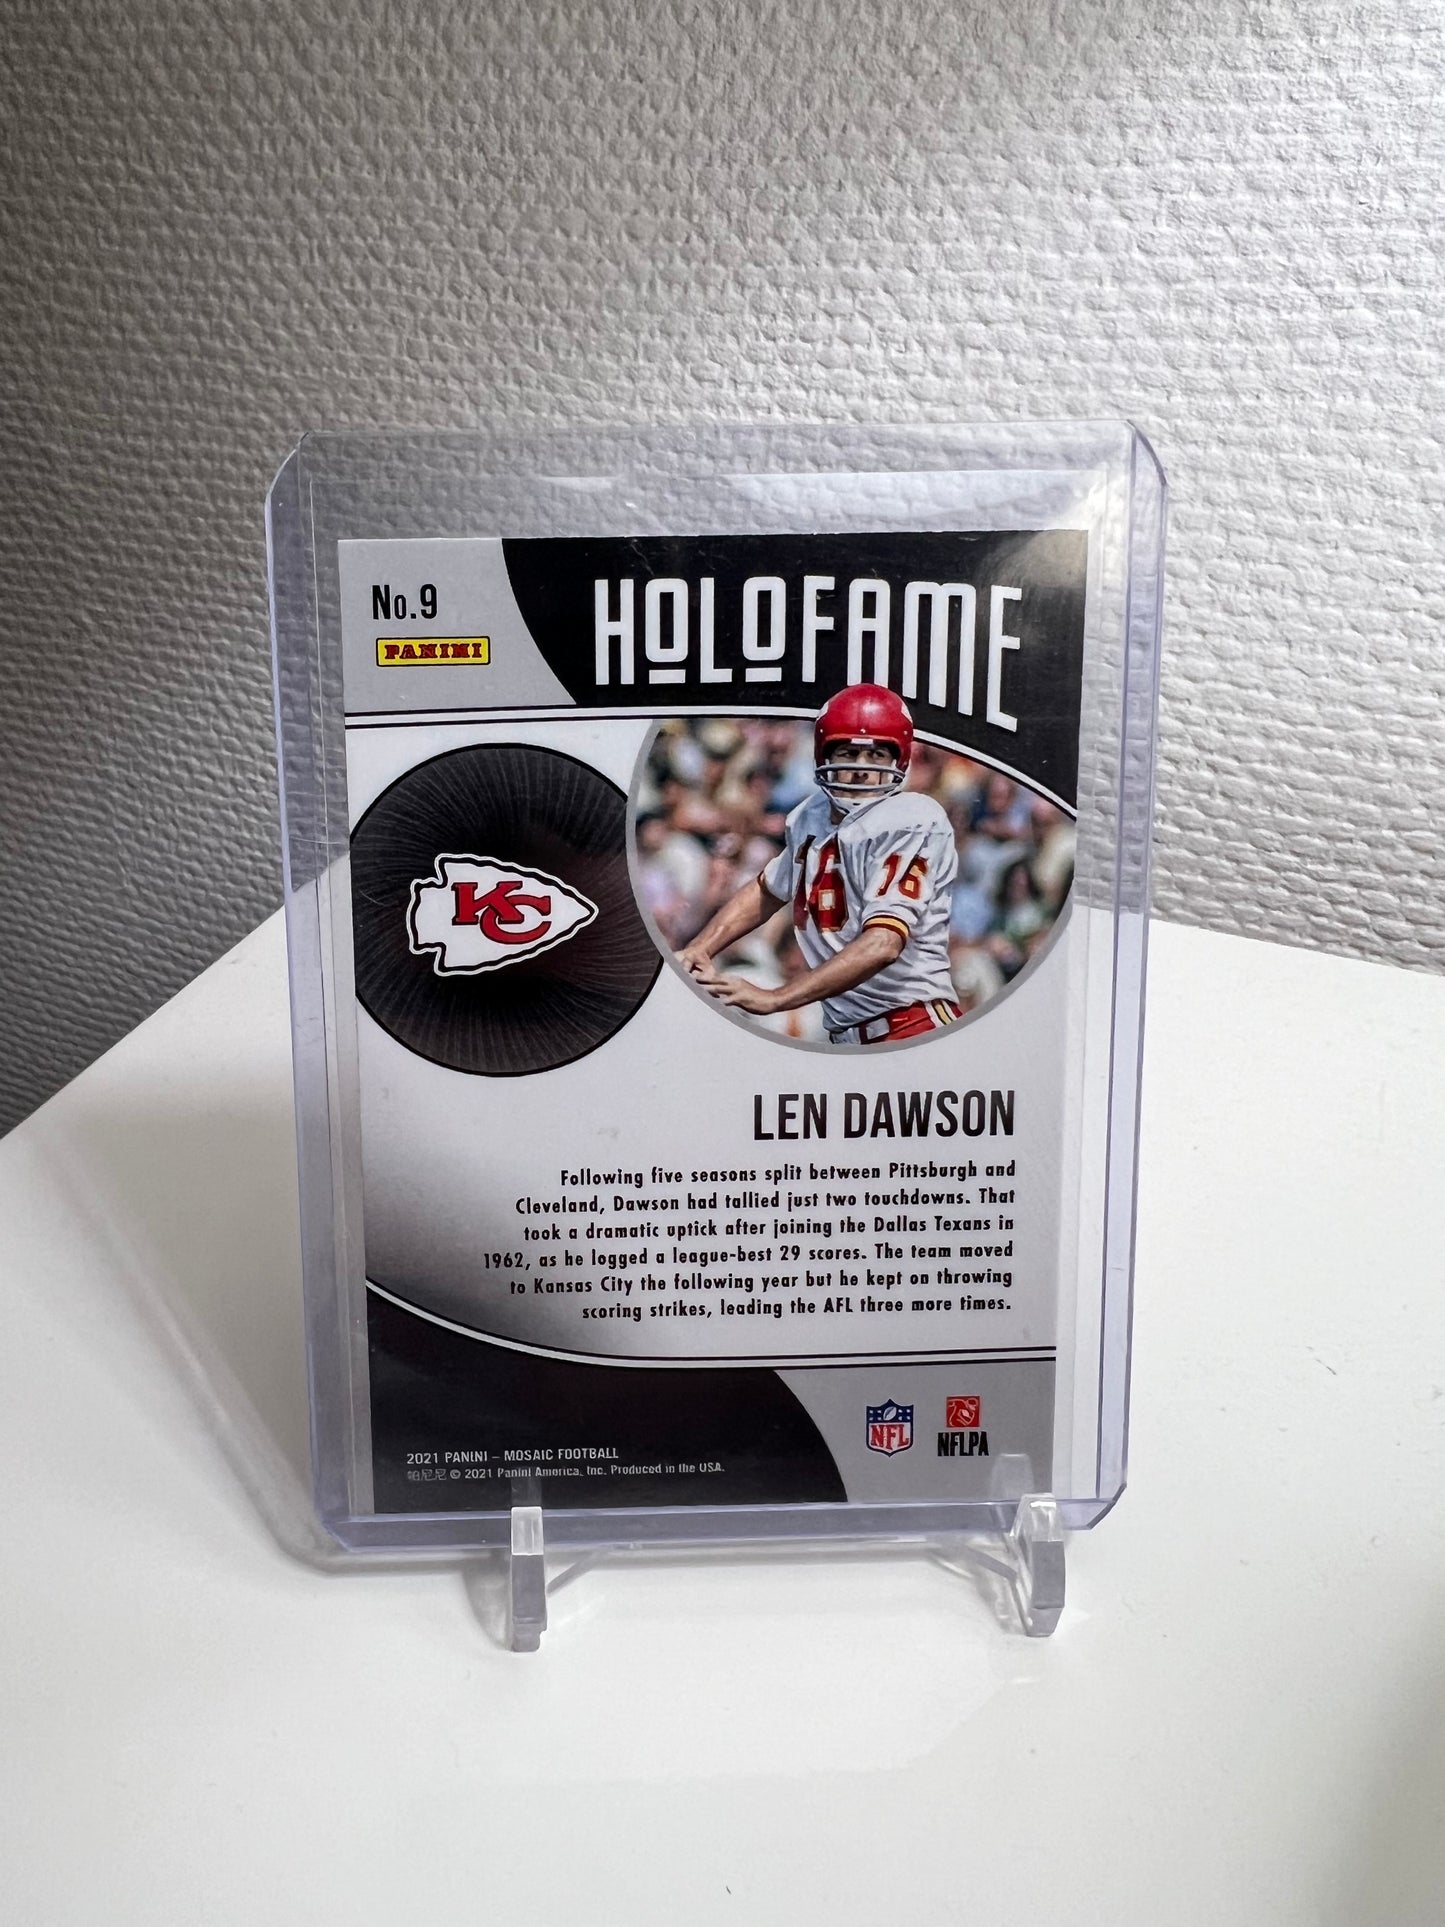 No.9
PANINI
HOLOFAME
KC
16
16
LEN DAWSON
Following five seasons split between Pittsburgh and
Cleveland, Dawson had tallied just two touchdowns. That
took a dramatic uptick after joining the Dallas Texans in
1962, as he logged a league-best 29 scores. The team moved
to Kansas City the following year but he kept on throwing
scoring strikes, leading the AFL three more times.
NFL
NFLPA
2021 PANINI – MOSAIC FOOTBALL
帕尼尼 © 2021 Panini America, Inc. Produced in the USA.